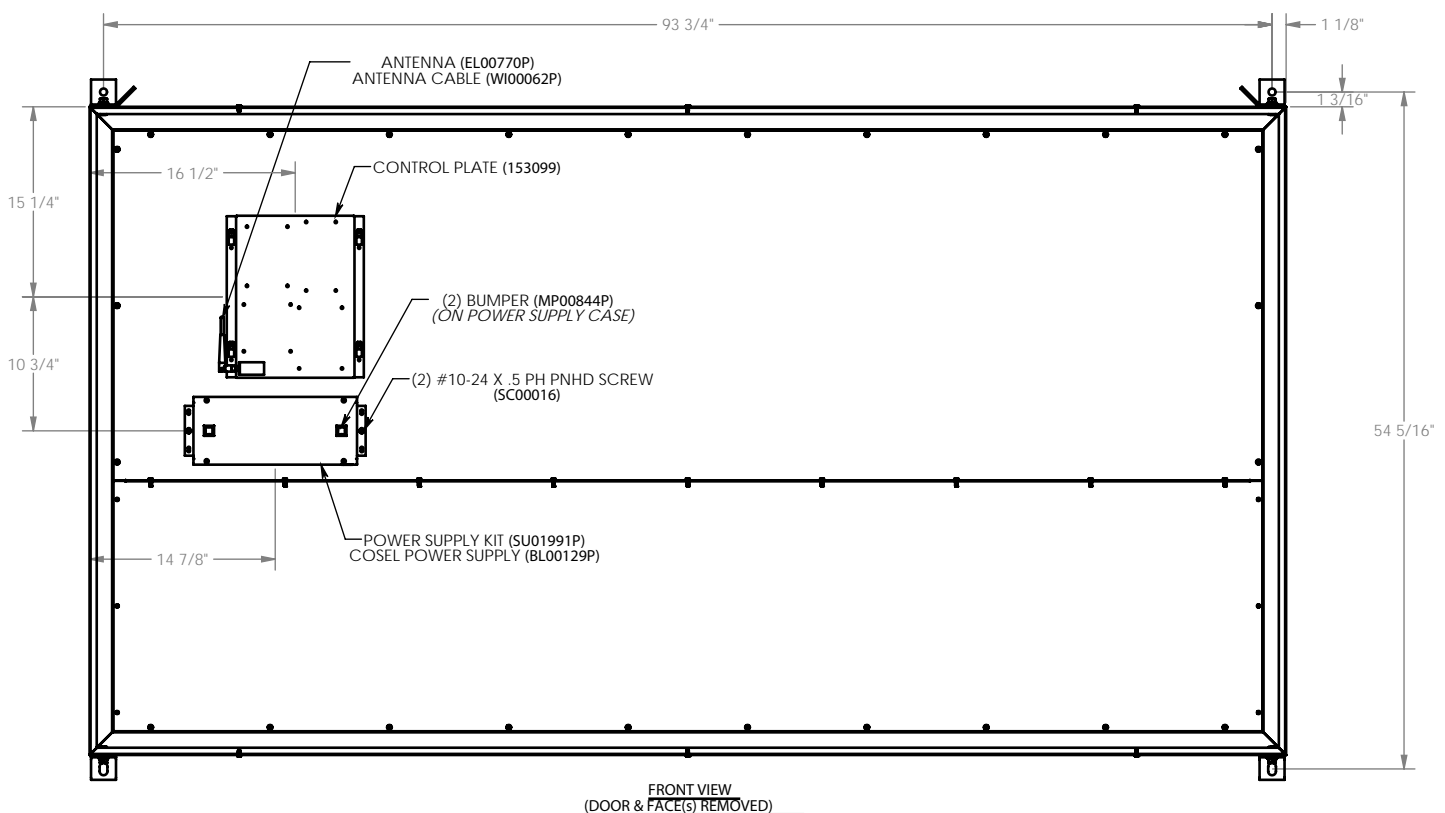 93 3/4"
1 1/8"
ANTENNA (EL00770P)
ANTENNA CABLE (WI00062P)
1 3/16"
CONTROL PLATE (153099)
16 1/2"
15 1/4"
(2) BUMPER (MP00844P)
(ON POWER SUPPLY CASE)
10 3/4"
(2) #10-24 X .5 PH PNHD SCREW
(SC00016)
54 5/16"
POWER SUPPLY KIT (SU01991P)
COSEL POWER SUPPLY (BL00129P)
14 7/8"
FRONT VIEW
(DOOR & FACE(s) REMOVED)